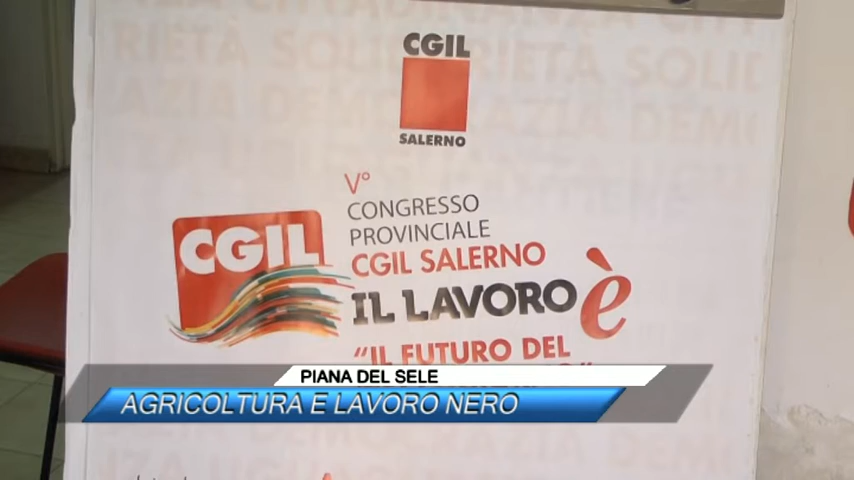 CGIL
SALERNO
V°
CONGRESSO
PROVINCIALE
CGIL SALERNO
CGIL
IL LAVORO è
“IL FUTURO DEL
PIANA DEL SELE
AGRICOLTURA E LAVORO NERO